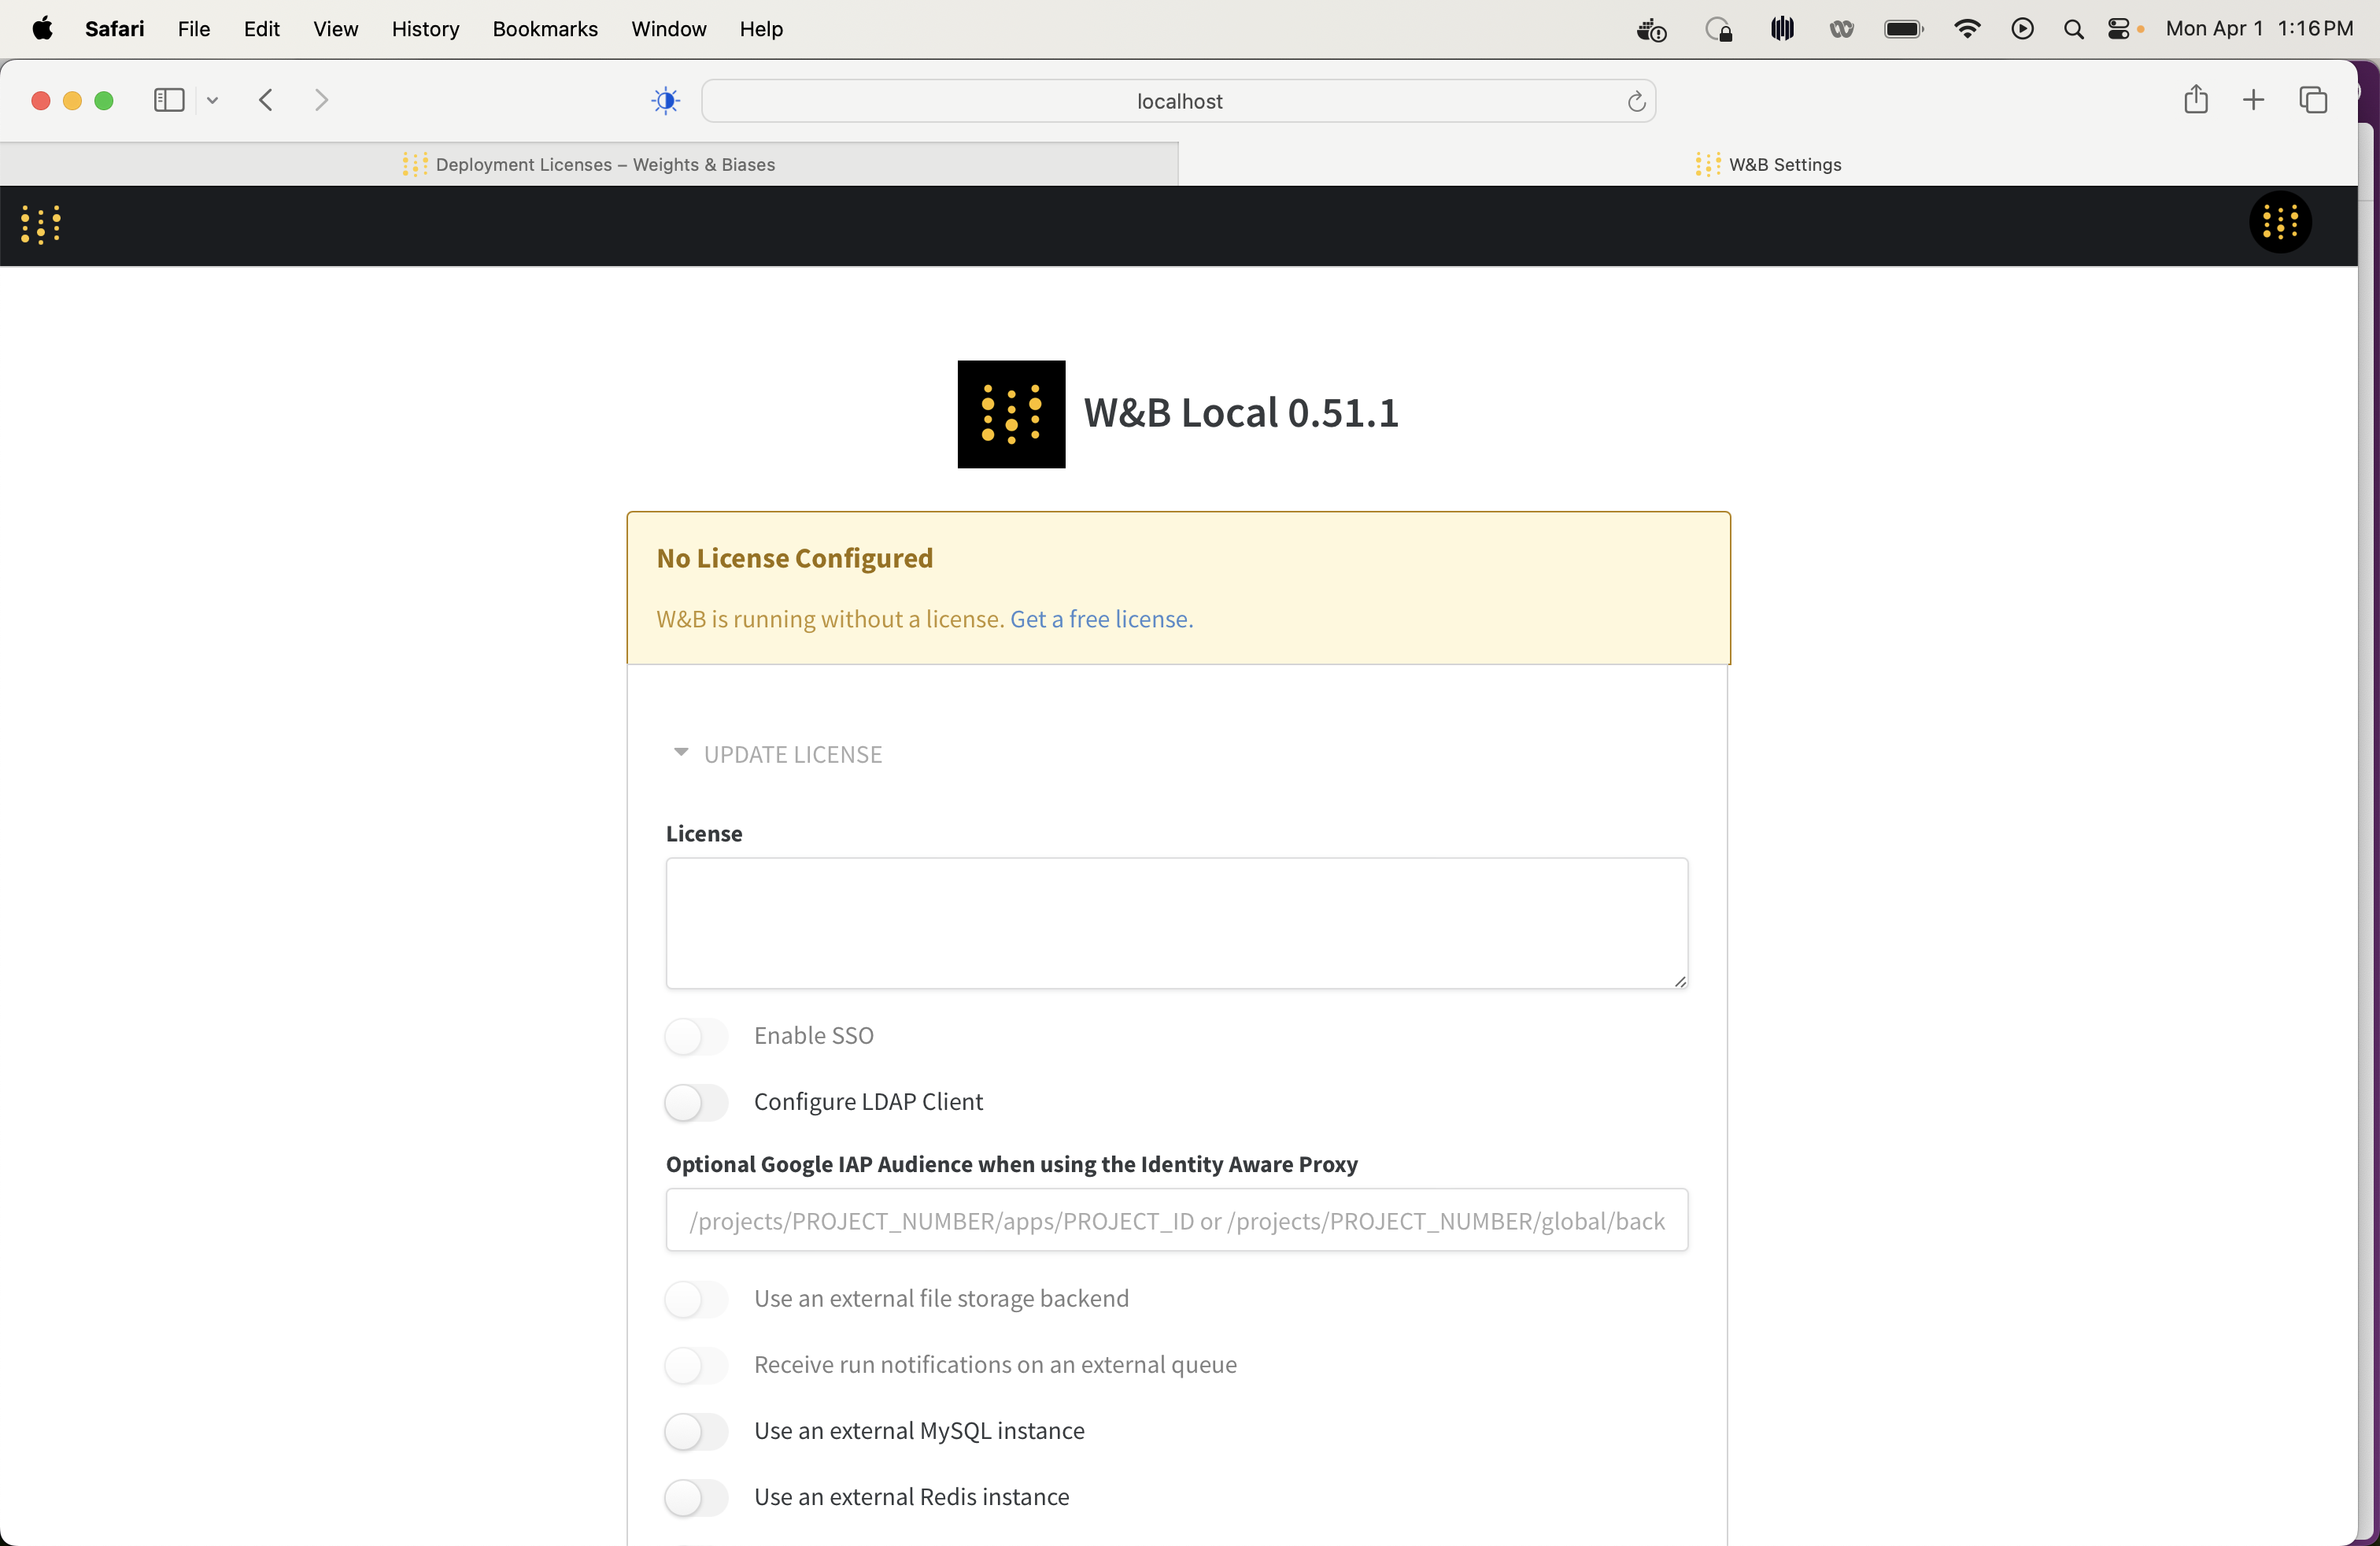 Safari File Edit View History Bookmarks Window Help Mon Apr 1 1:16 PM
localhost
Deployment Licenses – Weights & Biases W&B Settings
W&B Local 0.51.1
No License Configured
W&B is running without a license. Get a free license.
UPDATE LICENSE
License
Enable SSO
Configure LDAP Client
Optional Google IAP Audience when using the Identity Aware Proxy
/projects/PROJECT_NUMBER/apps/PROJECT_ID or /projects/PROJECT_NUMBER/global/back
Use an external file storage backend
Receive run notifications on an external queue
Use an external MySQL instance
Use an external Redis instance